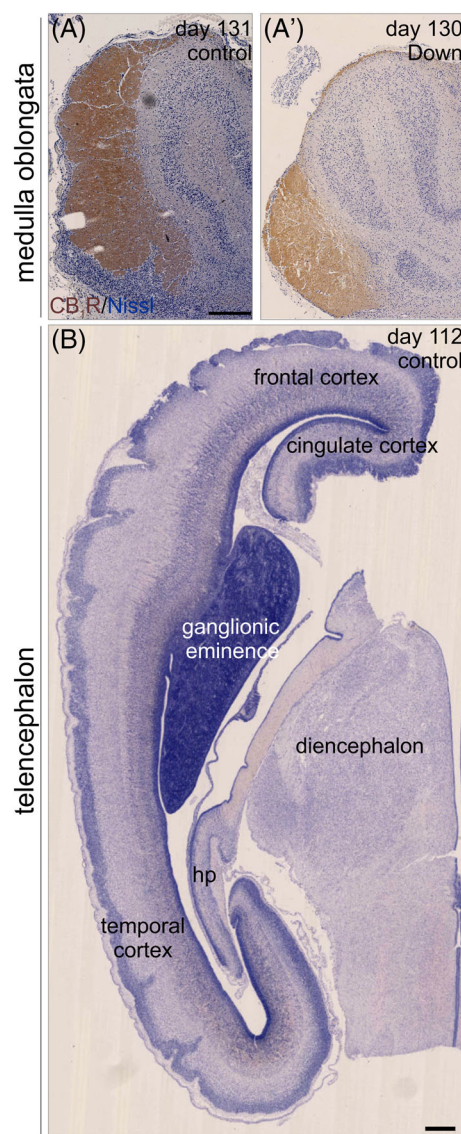 medulla oblongata
(A)
day 131
control
CB₁R/Nissl
(A')
day 130
Down
telencephalon
(B)
day 112
control
frontal cortex
cingulate cortex
ganglionic
eminence
diencephalon
hp
temporal
cortex